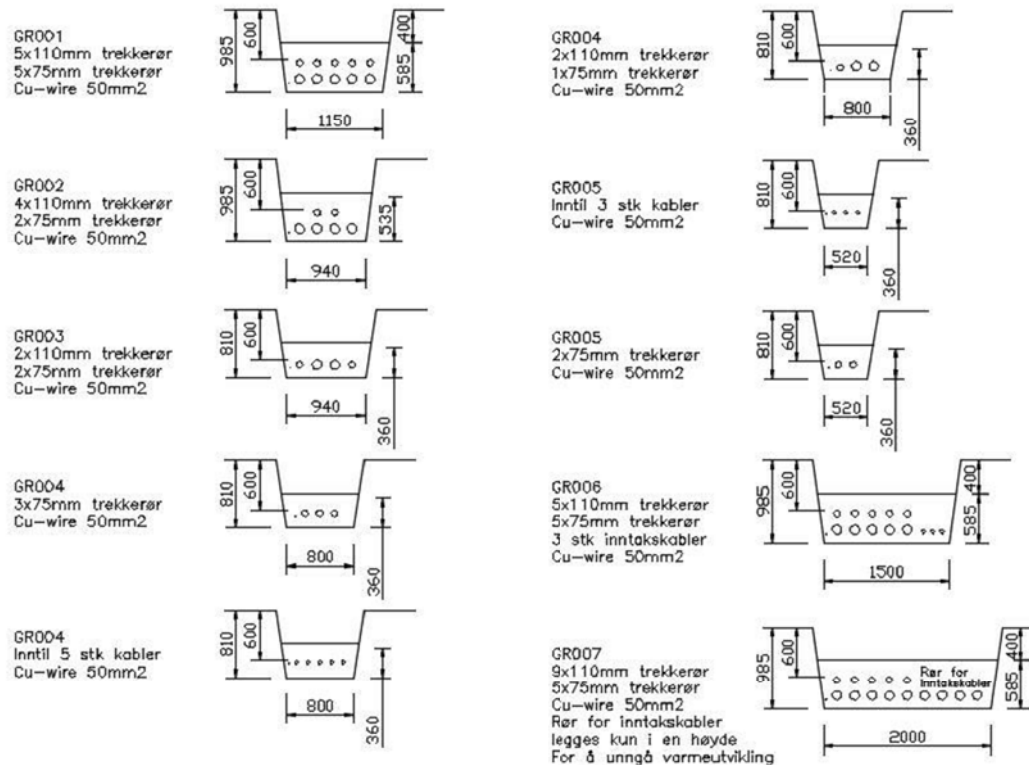 GR001
5x110mm trekkerør
5x75mm trekkerør
Cu-wire 50mm2
985
600
400
585
1150
GR002
4x110mm trekkerør
2x75mm trekkerør
Cu-wire 50mm2
985
600
535
940
GR003
2x110mm trekkerør
2x75mm trekkerør
Cu-wire 50mm2
810
600
940
360
GR004
3x75mm trekkerør
Cu-wire 50mm2
810
600
800
360
GR004
Inntil 5 stk kabler
Cu-wire 50mm2
810
600
800
360
GR004
2x110mm trekkerør
1x75mm trekkerør
Cu-wire 50mm2
810
600
800
360
GR005
Inntil 3 stk kabler
Cu-wire 50mm2
810
600
520
360
GR005
2x75mm trekkerør
Cu-wire 50mm2
810
600
520
360
GR006
5x110mm trekkerør
5x75mm trekkerør
3 stk inntakskabler
Cu-wire 50mm2
985
600
400
585
1500
GR007
9x110mm trekkerør
5x75mm trekkerør
Cu-wire 50mm2
Rør for inntakskabler
legges kun i en høyde
For å unngå varmeutvikling
985
600
Rør for
Inntakskabler
400
585
2000